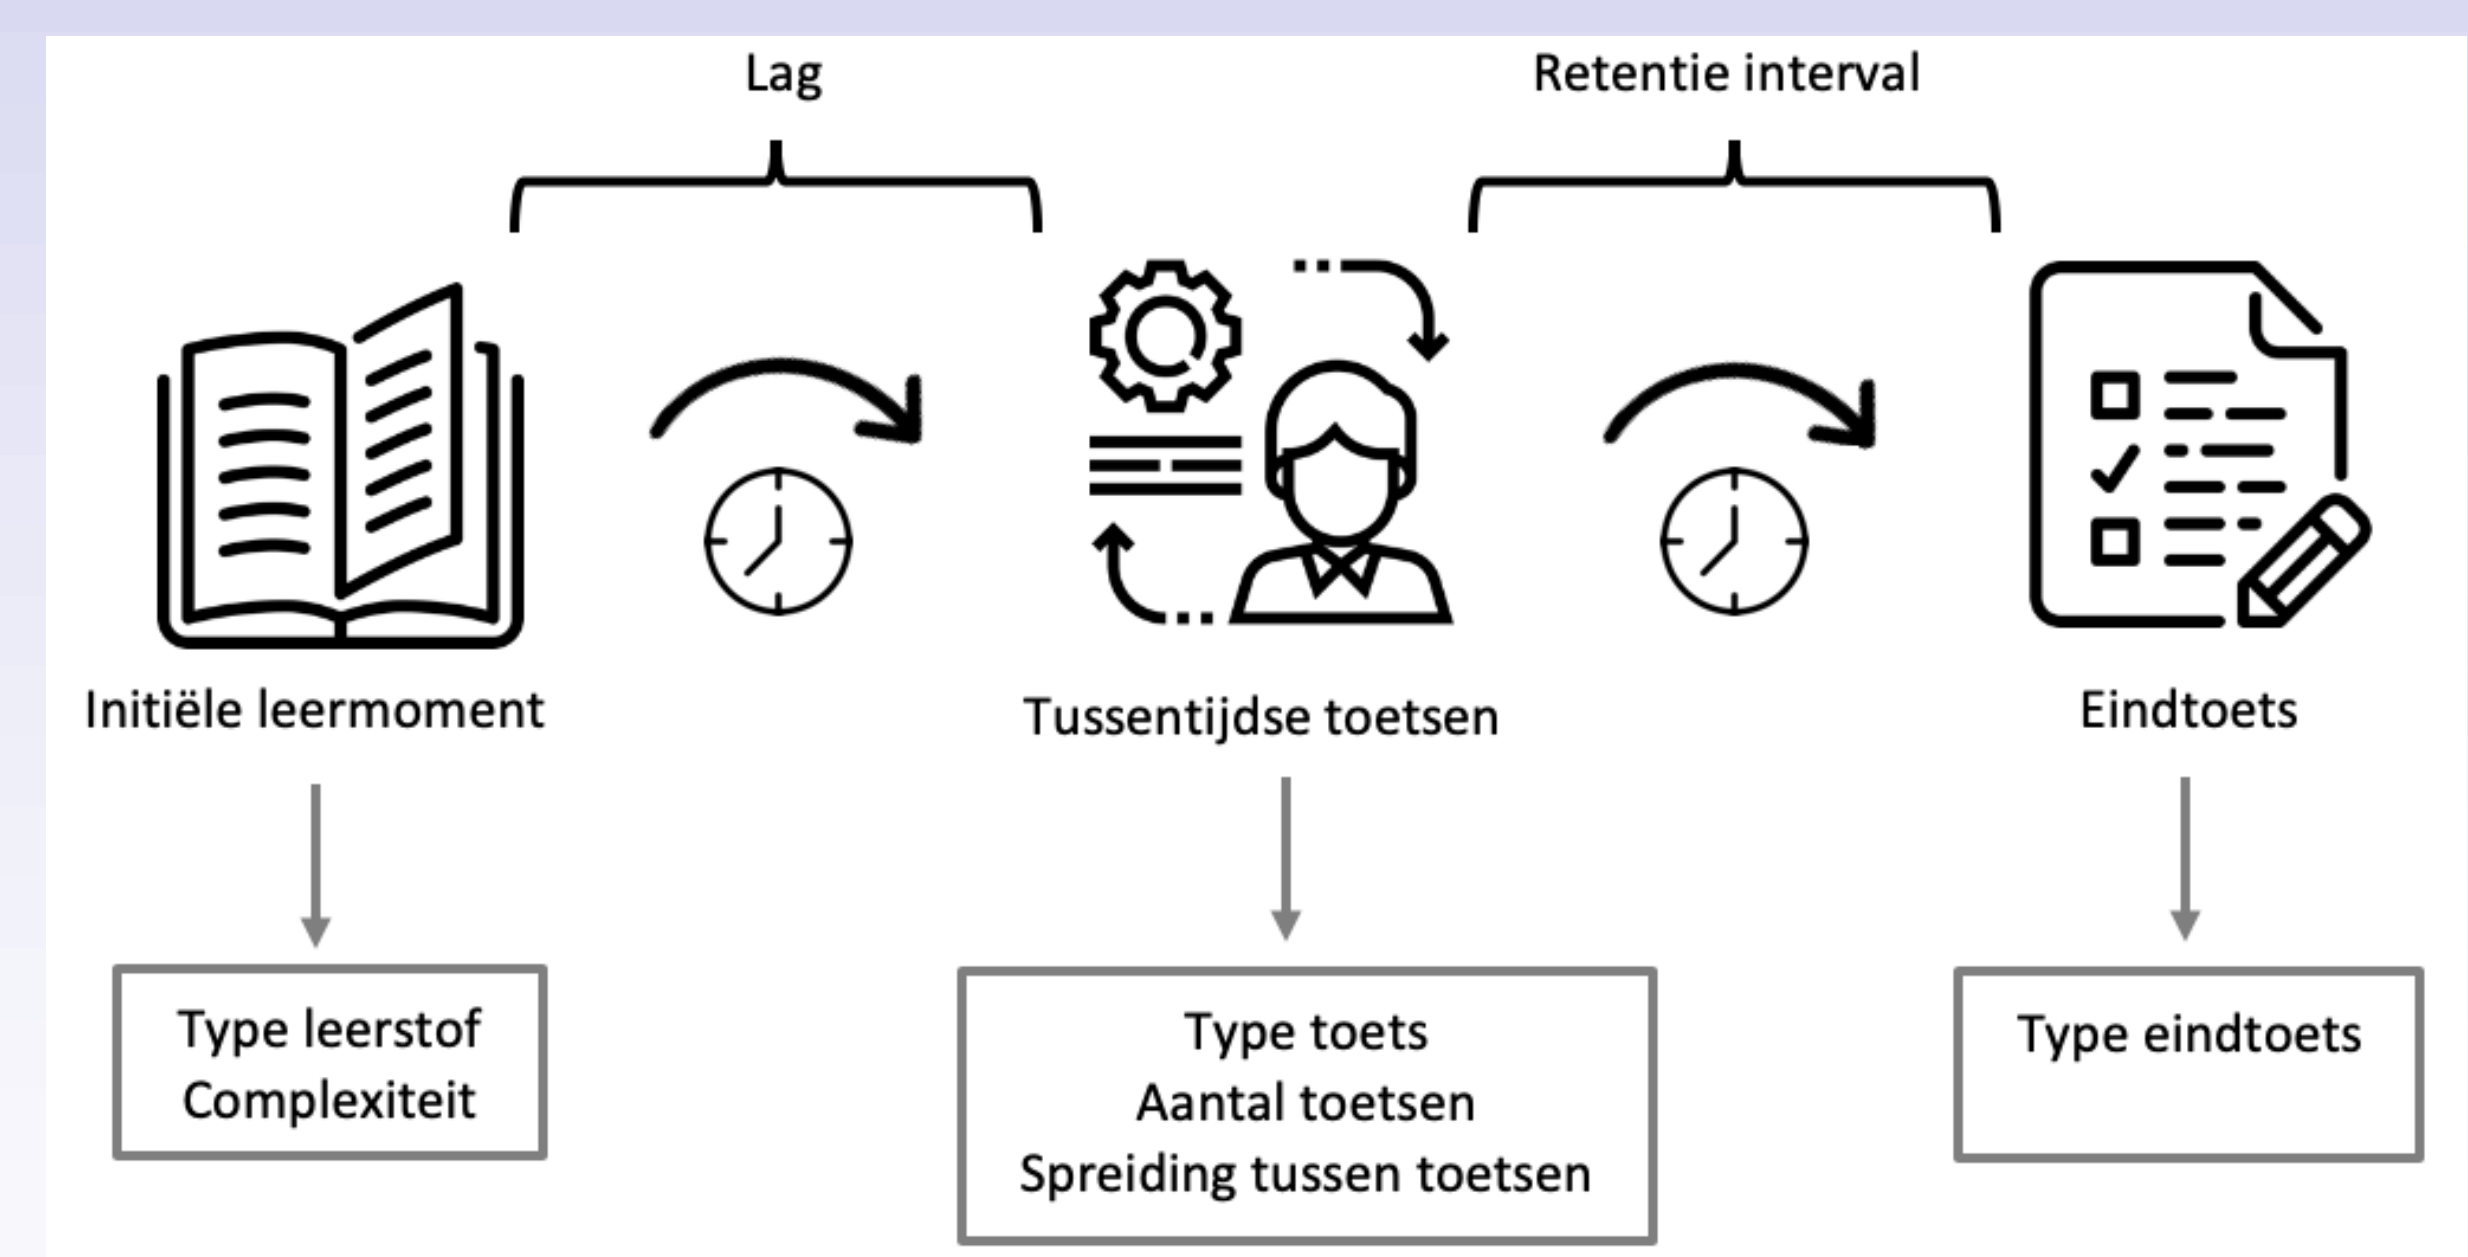 Lag
Retentie interval
Initiële leermoment
Tussentijdse toetsen
Eindtoets
Type leerstof
Complexiteit
Type toets
Aantal toetsen
Spreiding tussen toetsen
Type eindtoets